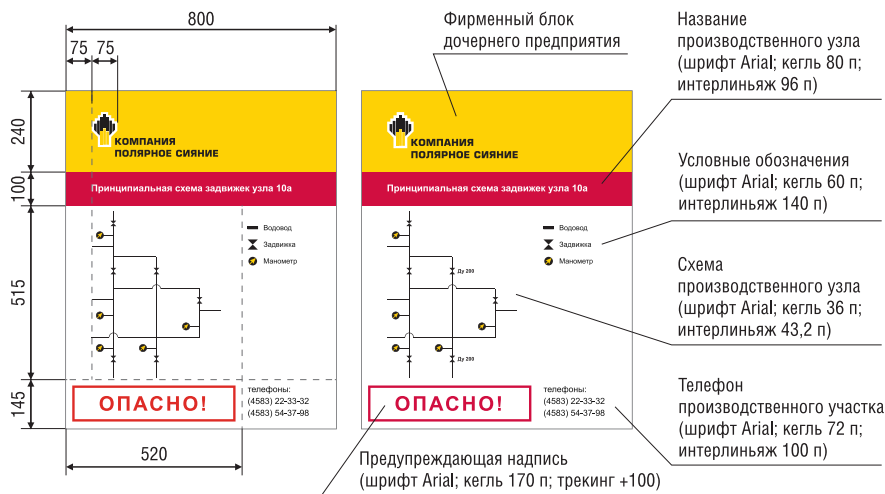 800
75
75
240
100
515
145
520
КОМПАНИЯ
ПОЛЯРНОЕ СИЯНИЕ
Принципиальная схема задвижек узла 10а
Водовод
Задвижка
Манометр
ОПАСНО!
телефоны:
(4583) 22-33-32
(4583) 54-37-98
КОМПАНИЯ
ПОЛЯРНОЕ СИЯНИЕ
Принципиальная схема задвижек узла 10а
Водовод
Задвижка
Манометр
Ду 200
Ду 200
ОПАСНО!
телефоны:
(4583) 22-33-32
(4583) 54-37-98
Фирменный блок
дочернего предприятия
Название
производственного узла
(шрифт Arial; кегль 80 п;
интерлиньяж 96 п)
Условные обозначения
(шрифт Arial; кегль 60 п;
интерлиньяж 140 п)
Схема
производственного узла
(шрифт Arial; кегль 36 п;
интерлиньяж 43,2 п)
Телефон
производственного участка
(шрифт Arial; кегль 72 п;
интерлиньяж 100 п)
Предупреждающая надпись
(шрифт Arial; кегль 170 п; трекинг +100)